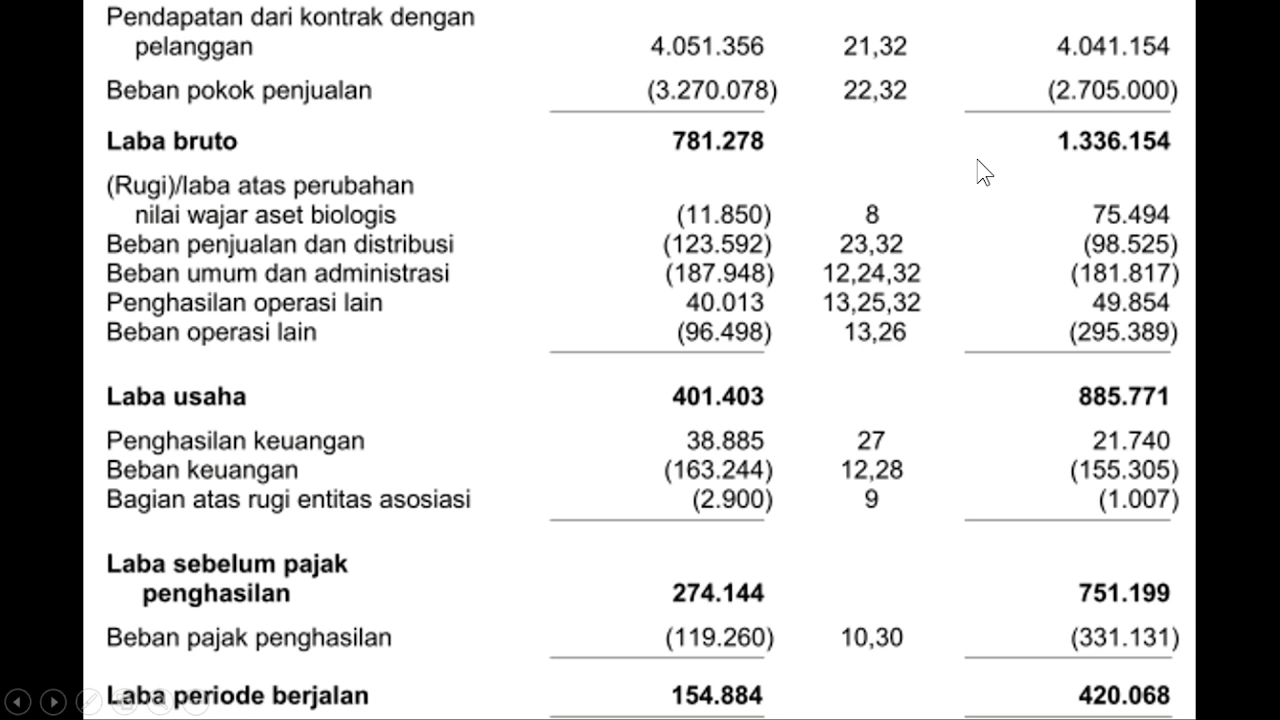 Pendapatan dari kontrak dengan
pelanggan 4.051.356 21,32 4.041.154
Beban pokok penjualan (3.270.078) 22,32 (2.705.000)
Laba bruto 781.278 1.336.154
(Rugi)/laba atas perubahan
nilai wajar aset biologis (11.850) 8 75.494
Beban penjualan dan distribusi (123.592) 23,32 (98.525)
Beban umum dan administrasi (187.948) 12,24,32 (181.817)
Penghasilan operasi lain 40.013 13,25,32 49.854
Beban operasi lain (96.498) 13,26 (295.389)
Laba usaha 401.403 885.771
Penghasilan keuangan 38.885 27 21.740
Beban keuangan (163.244) 12,28 (155.305)
Bagian atas rugi entitas asosiasi (2.900) 9 (1.007)
Laba sebelum pajak
penghasilan 274.144 751.199
Beban pajak penghasilan (119.260) 10,30 (331.131)
Laba periode berjalan 154.884 420.068